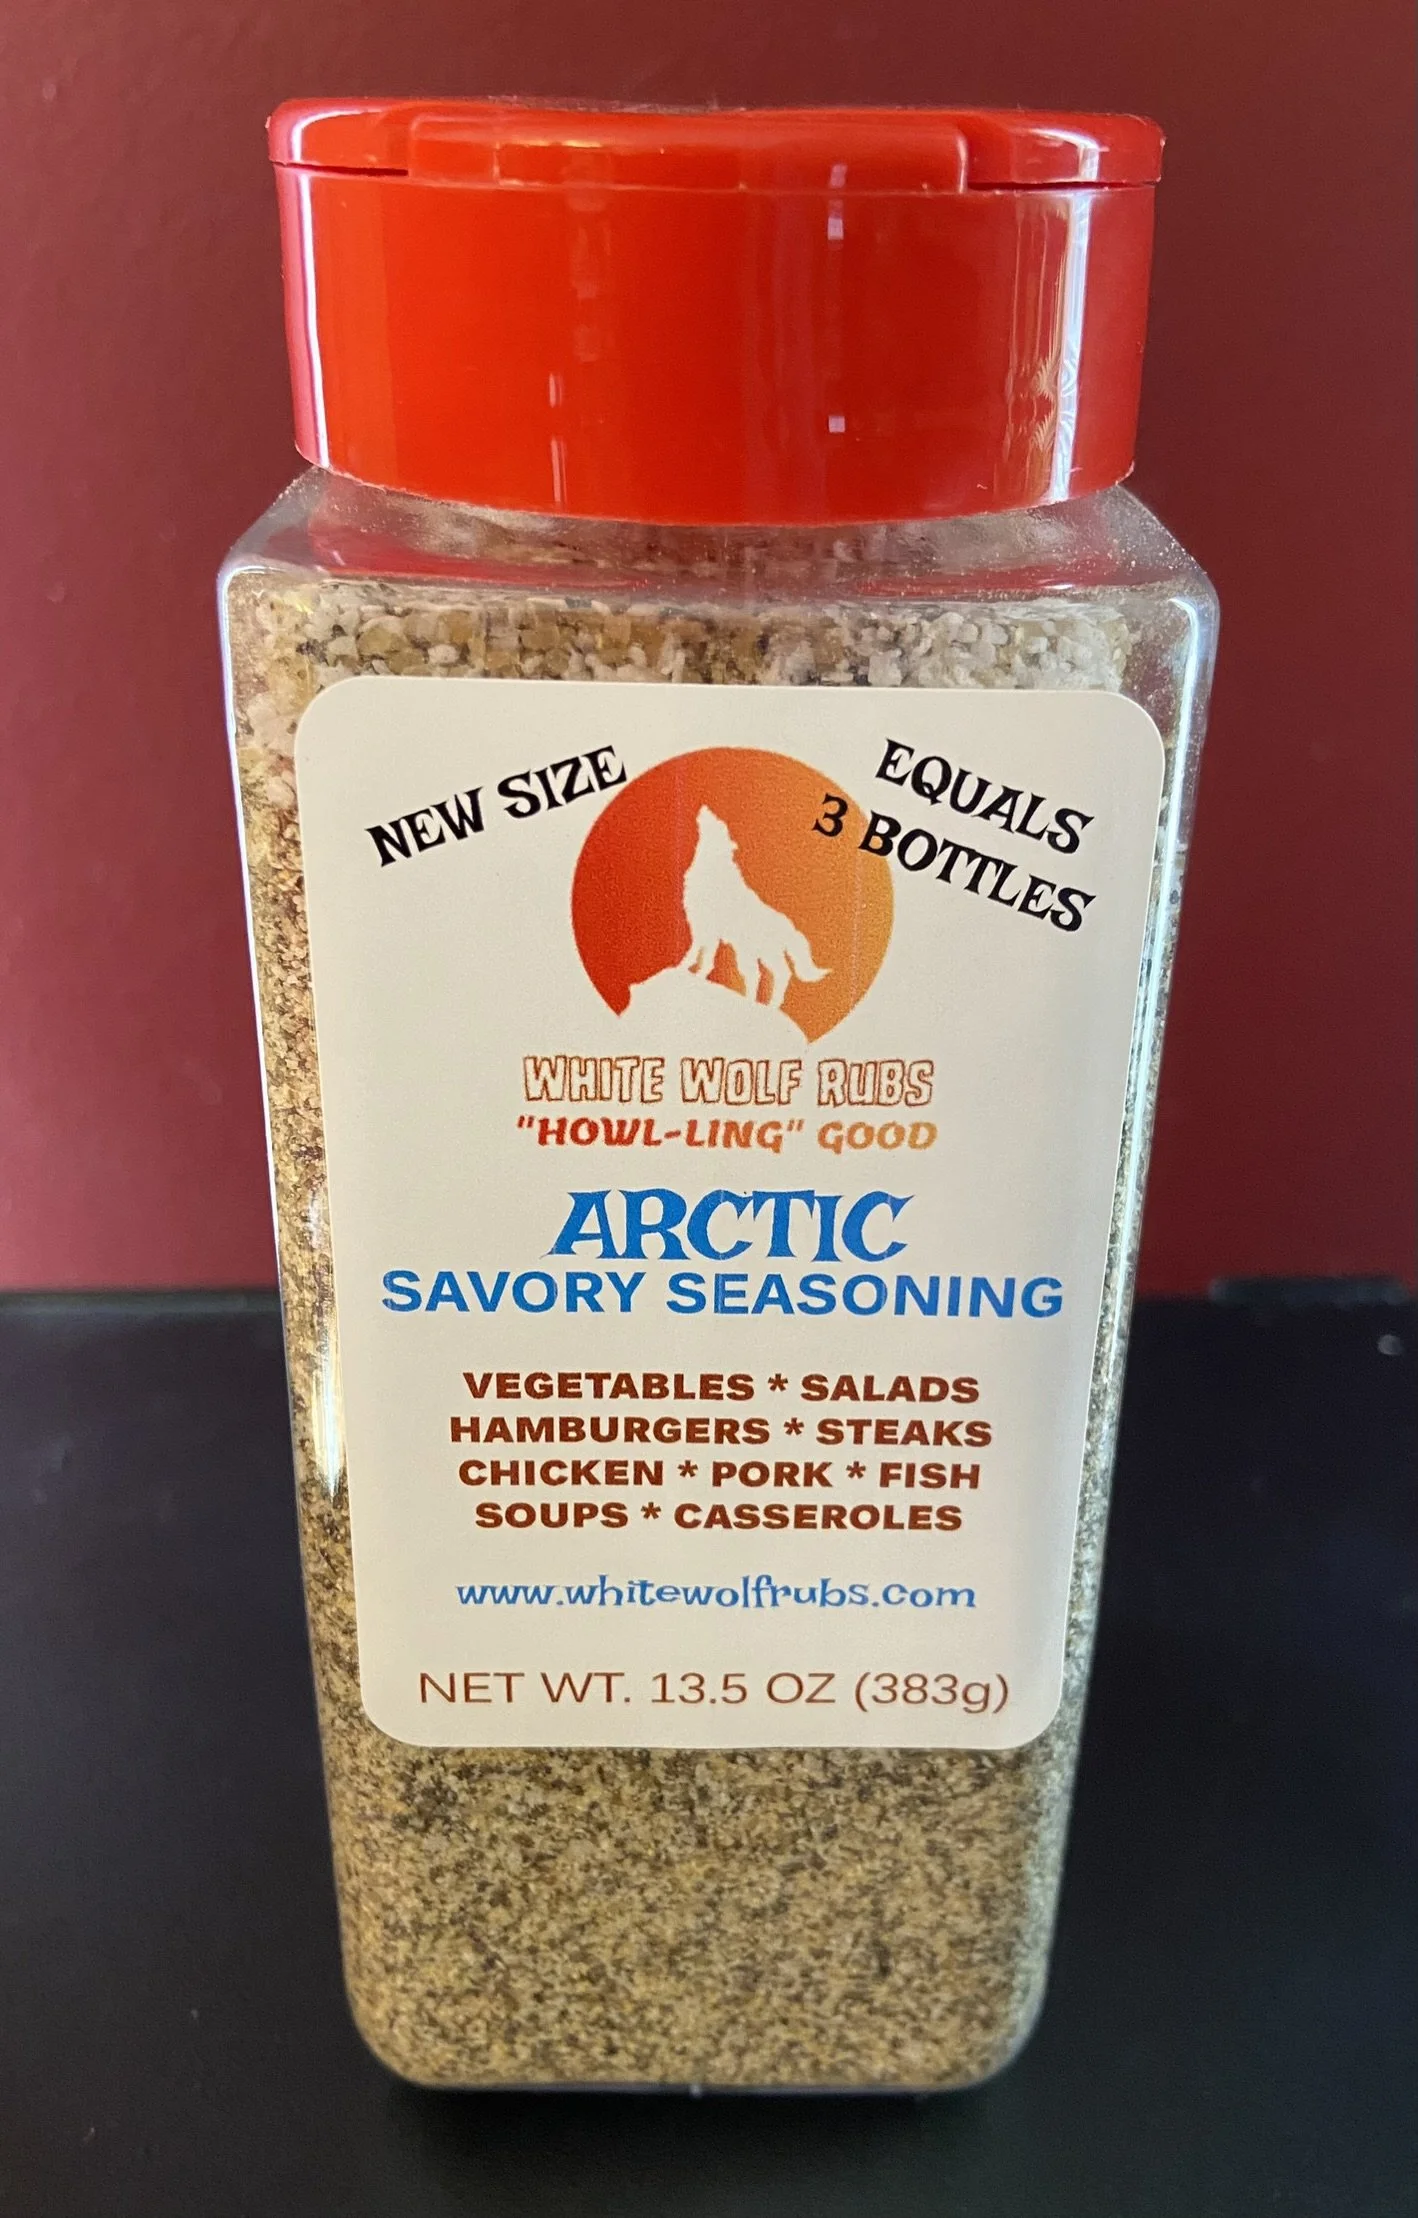 NEW SIZE
EQUALS
3 BOTTLES
WHITE WOLF RUBS
"HOWL-LING" GOOD
ARCTIC
SAVORY SEASONING
VEGETABLES * SALADS
HAMBURGERS * STEAKS
CHICKEN * PORK * FISH
SOUPS * CASSEROLES
www.whitewolfrubs.com
NET WT. 13.5 OZ (383g)